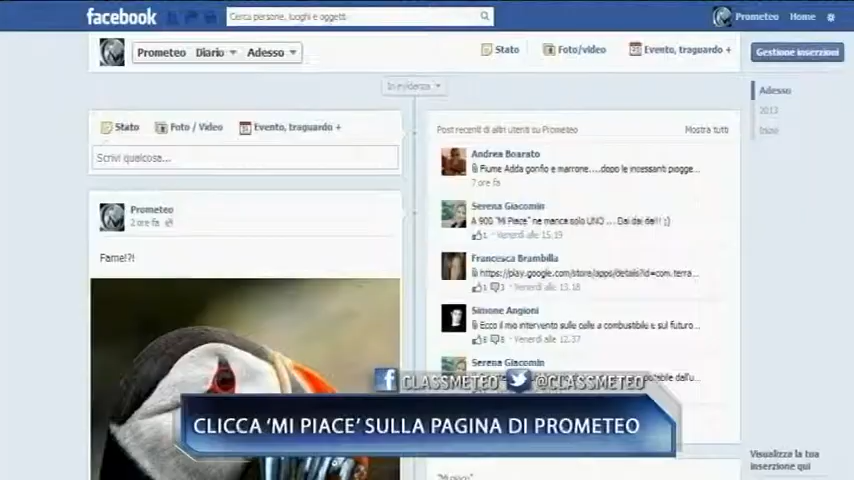 facebook
Cerca persone, luoghi e oggetti
Prometeo Home
Prometeo Diario Adesso
Stato Foto/video Evento, traguardo +
Gestione inserzioni
In evidenza
Adesso
2013
Inizio
Stato Foto / Video Evento, traguardo +
Scrivi qualcosa...
Prometeo
2 ore fa
Fame!?!
Post recenti di altri utenti su Prometeo Mostra tutti
Andrea Boarato
Fiume Adda gonfio e marrone....dopo le incessanti piogge...
7 ore fa
Serena Giacomin
A 900 "Mi Piace" ne manca solo UNO ... Dai dai dai!! ;)
1 · Venerdì alle 15.19
Francesca Brambilla
https://play.google.com/store/apps/details?id=com.terra...
1 3 · Venerdì alle 13.18
Simone Angioni
Ecco il mio intervento sulle celle a combustibile e sul futuro...
Venerdì alle 12.37
Serena Giacomin
CLASSMETEO @CLASSMETEO
CLICCA 'MI PIACE' SULLA PAGINA DI PROMETEO
Visualizza la tua
inserzione qui
"Mi piace"